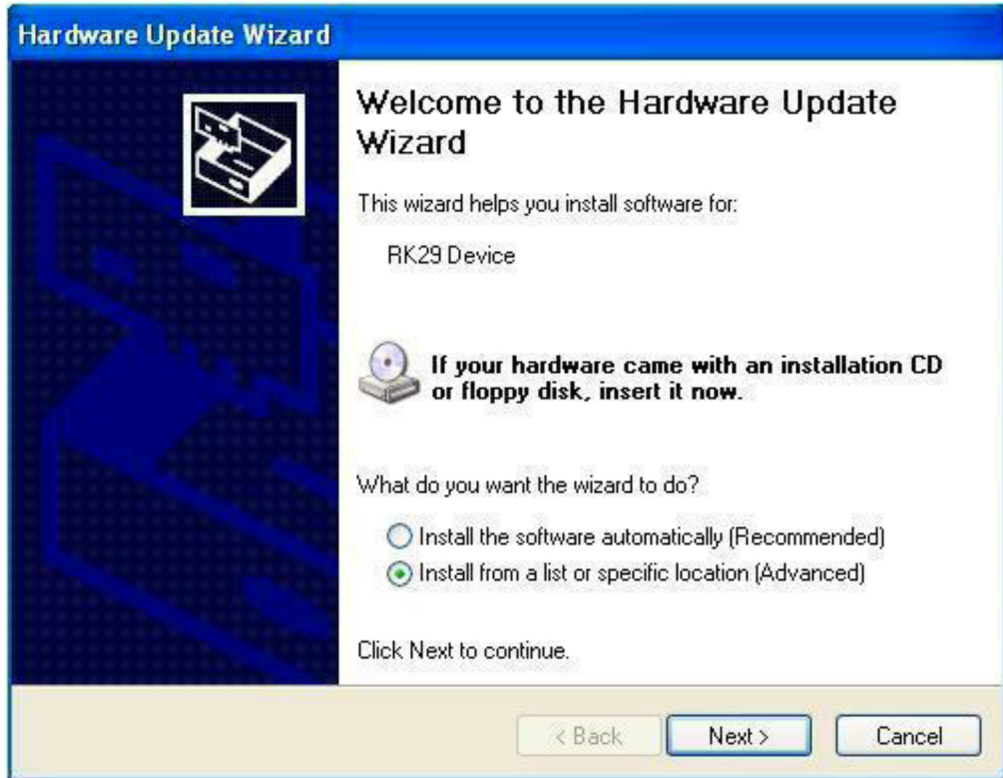 Hardware Update Wizard
Welcome to the Hardware Update
Wizard
This wizard helps you install software for:
RK29 Device
If your hardware came with an installation CD
or floppy disk, insert it now.
What do you want the wizard to do?
Install the software automatically (Recommended)
Install from a list or specific location (Advanced)
Click Next to continue.
< Back
Next >
Cancel